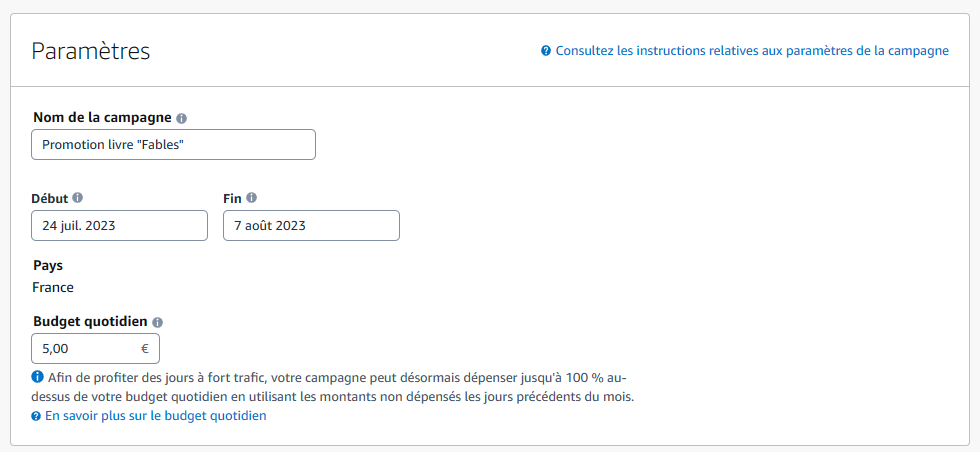 Paramètres
Consultez les instructions relatives aux paramètres de la campagne
Nom de la campagne
Promotion livre "Fables"
Début
Fin
24 juil. 2023
7 août 2023
Pays
France
Budget quotidien
5,00 €
Afin de profiter des jours à fort trafic, votre campagne peut désormais dépenser jusqu'à 100 % au-
dessus de votre budget quotidien en utilisant les montants non dépensés les jours précédents du mois.
En savoir plus sur le budget quotidien